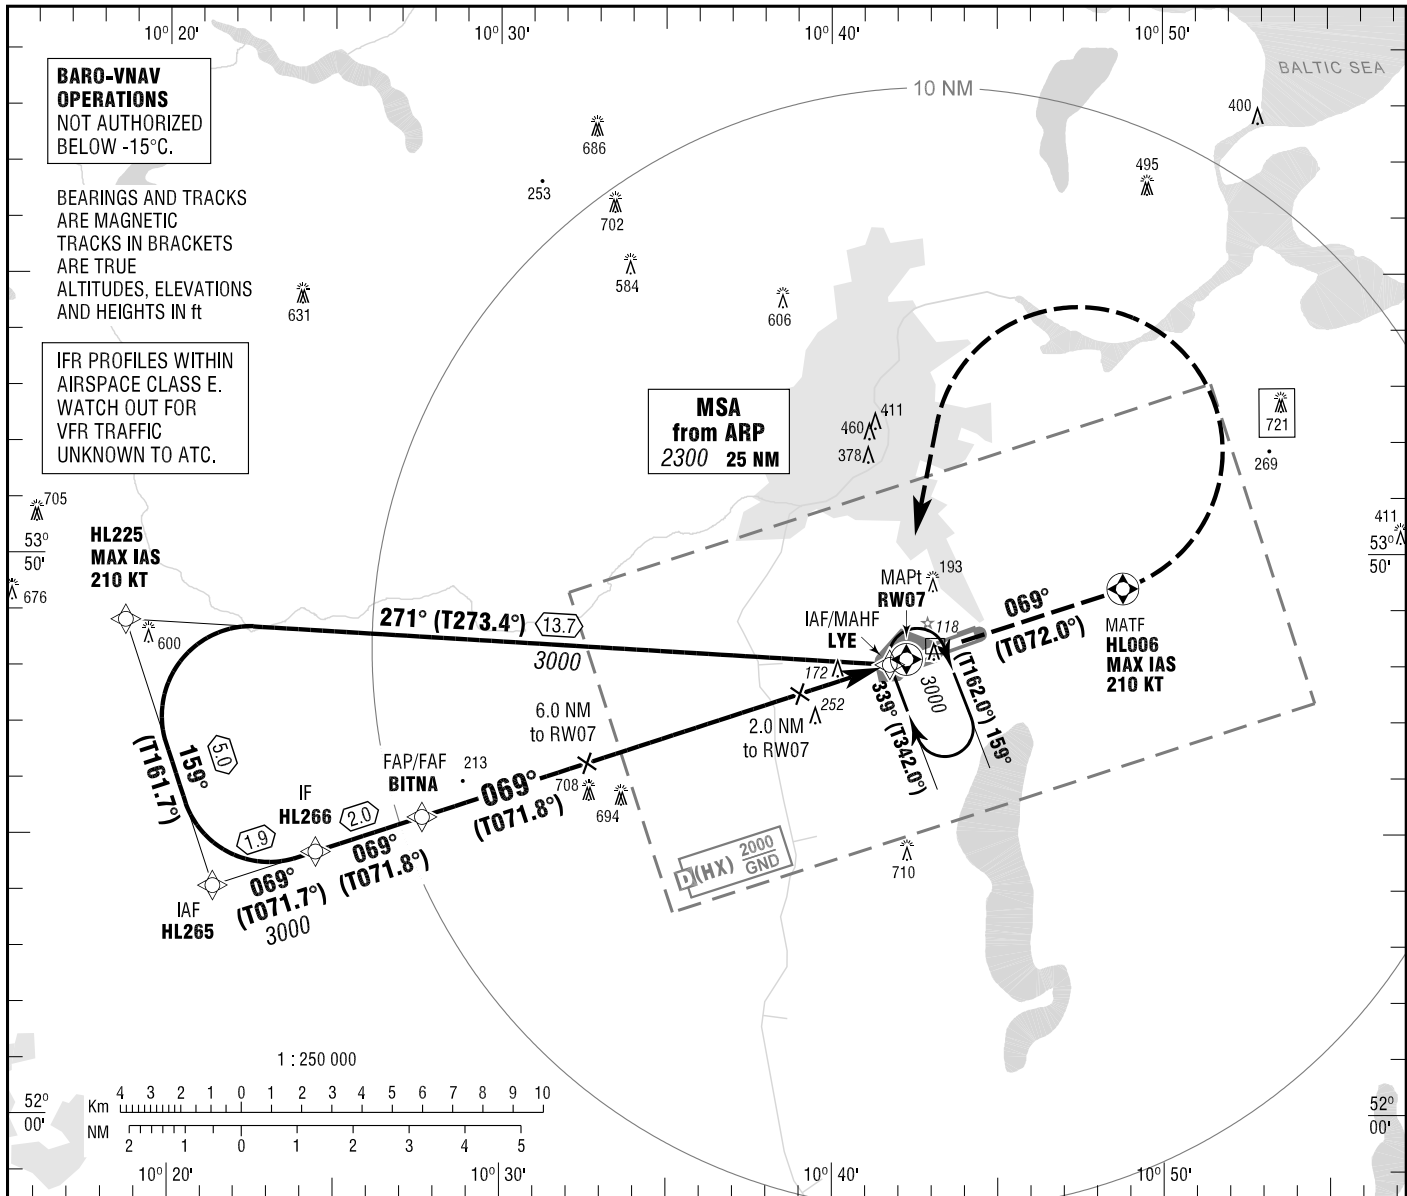 10° 20'
10° 30'
10° 40'
10° 50'
BALTIC SEA
10 NM
BARO-VNAV
OPERATIONS
NOT AUTHORIZED
BELOW -15°C.
400
686
495
253
702
BEARINGS AND TRACKS
ARE MAGNETIC
TRACKS IN BRACKETS
ARE TRUE
ALTITUDES, ELEVATIONS
AND HEIGHTS IN ft
584
631
606
IFR PROFILES WITHIN
AIRSPACE CLASS E.
WATCH OUT FOR
VFR TRAFFIC
UNKNOWN TO ATC.
MSA
from ARP
2300 25 NM
411
460
378
721
269
705
53°
50'
676
HL225
MAX IAS
210 KT
600
411
53°
50'
271° (T273.4°) 13.7
3000
MAPt
RW07
193
IAF/MAHF
LYE
118
172
252
069°
(T072.0°)
MATF
HL006
MAX IAS
210 KT
339° (T342.0°)
3000
(T162.0°) 159°
6.0 NM
to RW07
2.0 NM
to RW07
159°
(T161.7°)
5.0
FAP/FAF
BITNA
213
IF
HL266
2.0
1.9
069°
(T071.8°)
708
694
069°
(T071.8°)
069°
(T071.7°)
3000
IAF
HL265
D(HX) 2000
GND
710
1 : 250 000
Km 4 3 2 1 0 1 2 3 4 5 6 7 8 9 10
NM
2 1 0 1 2 3 4 5
52°
00'
52°
00'
10° 20'
10° 30'
10° 40'
10° 50'